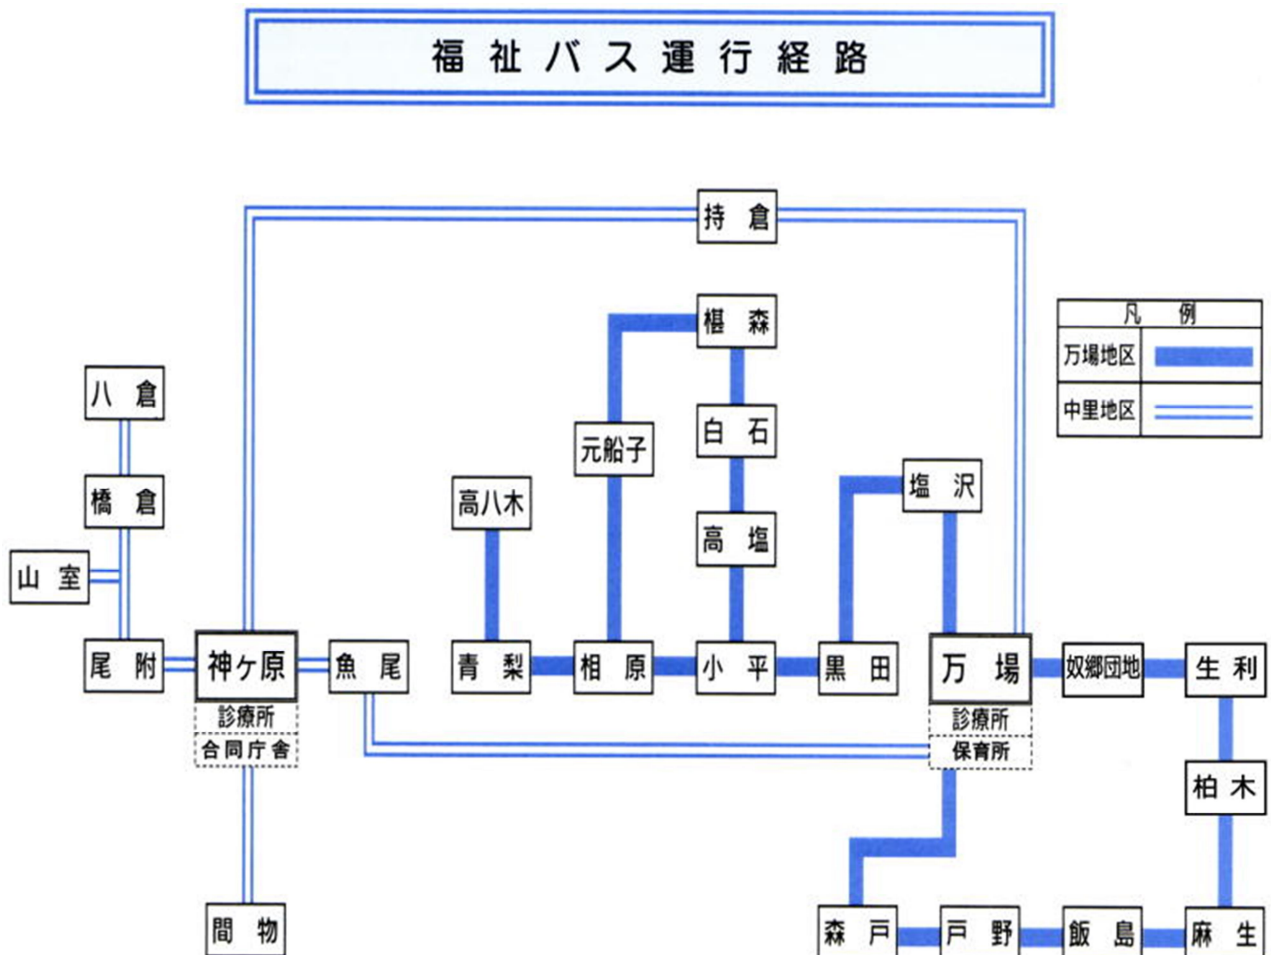 福祉バス運行経路
持倉
椹森
凡例
万場地区
中里地区
八倉
白石
元船子
塩沢
橋倉
高八木
高塩
山室
尾附
神ヶ原
魚尾
青梨
相原
小平
黒田
万場
奴郷団地
生利
診療所
合同庁舎
診療所
保育所
柏木
間物
森戸
戸野
飯島
麻生